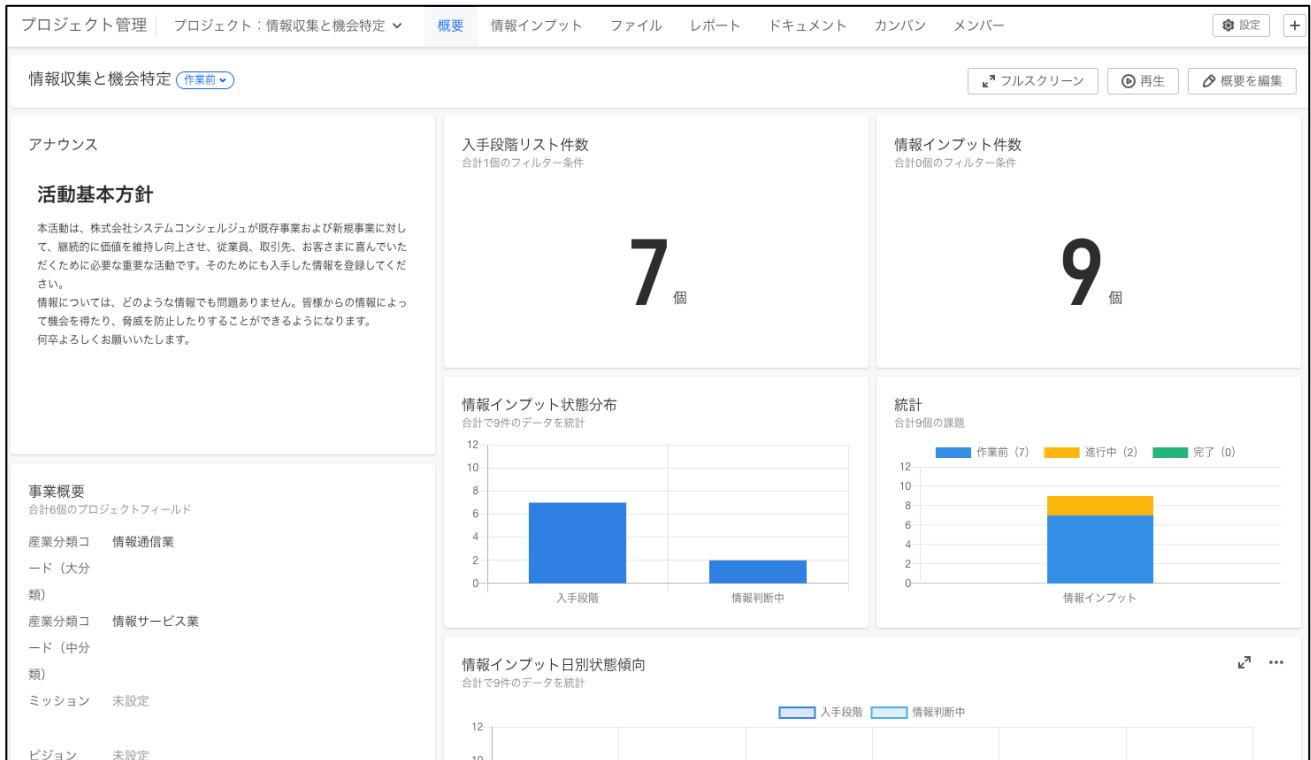 プロジェクト管理 プロジェクト：情報収集と機会特定 概要 情報インプット ファイル レポート ドキュメント カンバン メンバー 設定 +
情報収集と機会特定 作業前 フルスクリーン 再生 概要を編集
アナウンス
活動基本方針
本活動は、株式会社システムコンシェルジュが既存事業および新規事業に対し
て、継続的に価値を維持し向上させ、従業員、取引先、お客さまに喜んでいた
だくために必要な重要な活動です。そのためにも入手した情報を登録してくだ
さい。
情報については、どのような情報でも問題ありません。皆様からの情報によっ
て機会を得たり、脅威を防止したりすることができるようになります。
何卒よろしくお願いいたします。
入手段階リスト件数
合計1個のフィルター条件
7 個
情報インプット件数
合計0個のフィルター条件
9 個
事業概要
合計6個のプロジェクトフィールド
産業分類コ 情報通信業
ード（大分
類）
産業分類コ 情報サービス業
ード（中分
類）
ミッション 未設定
ビジョン 未設定
情報インプット状態分布
合計で9件のデータを統計
12
10
8
6
4
2
0
入手段階 情報判断中
統計
合計9個の課題
作業前（7） 進行中（2） 完了（0）
12
10
8
6
4
2
0
情報インプット
情報インプット日別状態傾向
合計で9件のデータを統計
入手段階 情報判断中
12
10